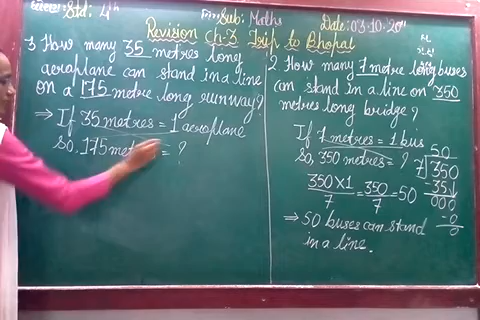 Std: 4th
Sub: Maths
Date: 03.10.20
Revision Ch-3 Trip to Bhopal
3. How many 35 metres long
aeroplane can stand in a line
on a 175 metre long runway?
⇒ If 35 metres = 1 aeroplane
So, 175 = ?
2. How many 7 metre long buses
can stand in a line on 350
metres long bridge?
If 7 metres = 1 bus
So, 350 metres = ?
350×1/7 = 350/7 = 50
50
7 350
-35↓
000
-0
0
⇒ 50 buses can stand
in a line.